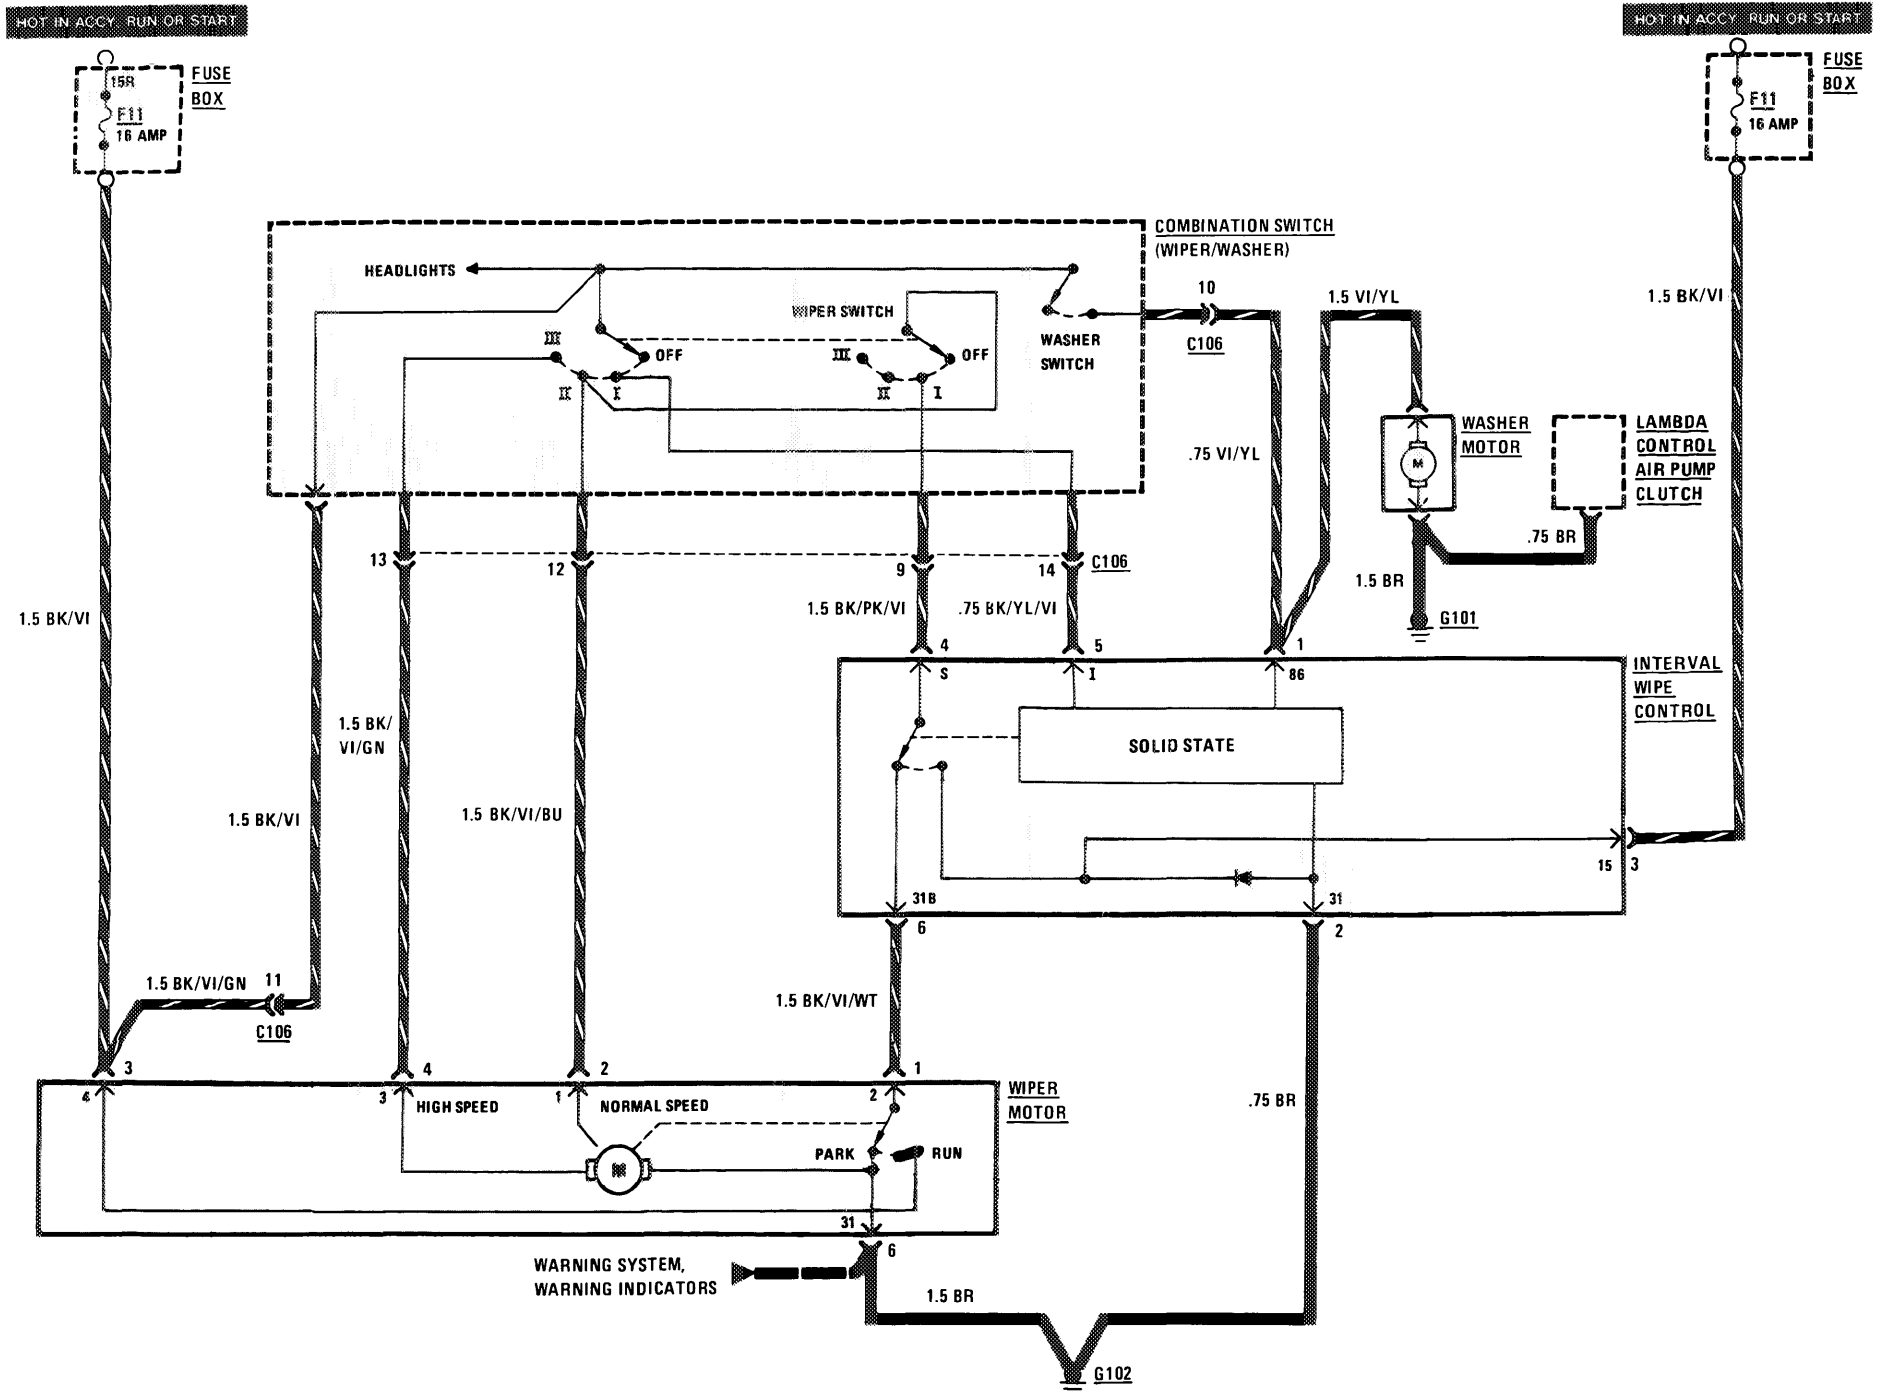 HOT IN ACCY RUN OR START
HOT IN ACCY RUN OR START
15R
F11
16 AMP
FUSE
BOX
F11
16 AMP
FUSE
BOX
COMBINATION SWITCH
(WIPER/WASHER)
HEADLIGHTS
WIPER SWITCH
III
OFF
II
I
III
OFF
II
I
WASHER
SWITCH
10
C106
1.5 VI/YL
1.5 BK/VI
.75 VI/YL
WASHER
MOTOR
M
LAMBDA
CONTROL
AIR PUMP
CLUTCH
.75 BR
1.5 BR
G101
13
12
9
14
C106
1.5 BK/VI
1.5 BK/PK/VI
.75 BK/YL/VI
4
5
1
S
I
86
INTERVAL
WIPE
CONTROL
SOLID STATE
1.5 BK/
VI/GN
1.5 BK/VI
1.5 BK/VI/BU
15
3
31B
31
6
2
1.5 BK/VI/GN
11
C106
1.5 BK/VI/WT
3
4
2
1
4
3
HIGH SPEED
1
NORMAL SPEED
2
WIPER
MOTOR
.75 BR
M
PARK
RUN
31
6
WARNING SYSTEM,
WARNING INDICATORS
1.5 BR
G102